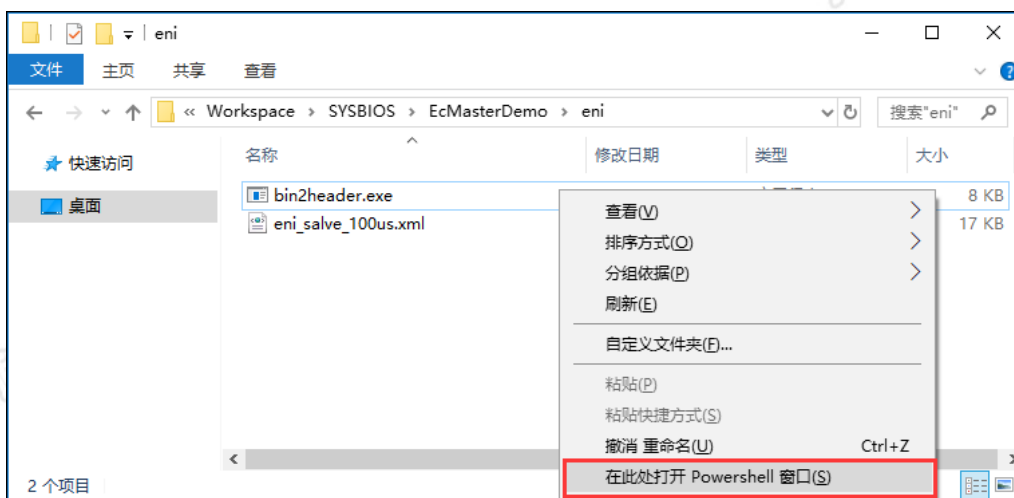 eni
文件 主页 共享 查看
« Workspace › SYSBIOS › EcMasterDemo › eni
搜索"eni"
快速访问
桌面
名称 修改日期 类型 大小
bin2header.exe 8 KB
eni_salve_100us.xml 17 KB
查看(V)
排序方式(O)
分组依据(P)
刷新(E)
自定义文件夹(F)...
粘贴(P)
粘贴快捷方式(S)
撤消 重命名(U) Ctrl+Z
在此处打开 Powershell 窗口(S)
2 个项目